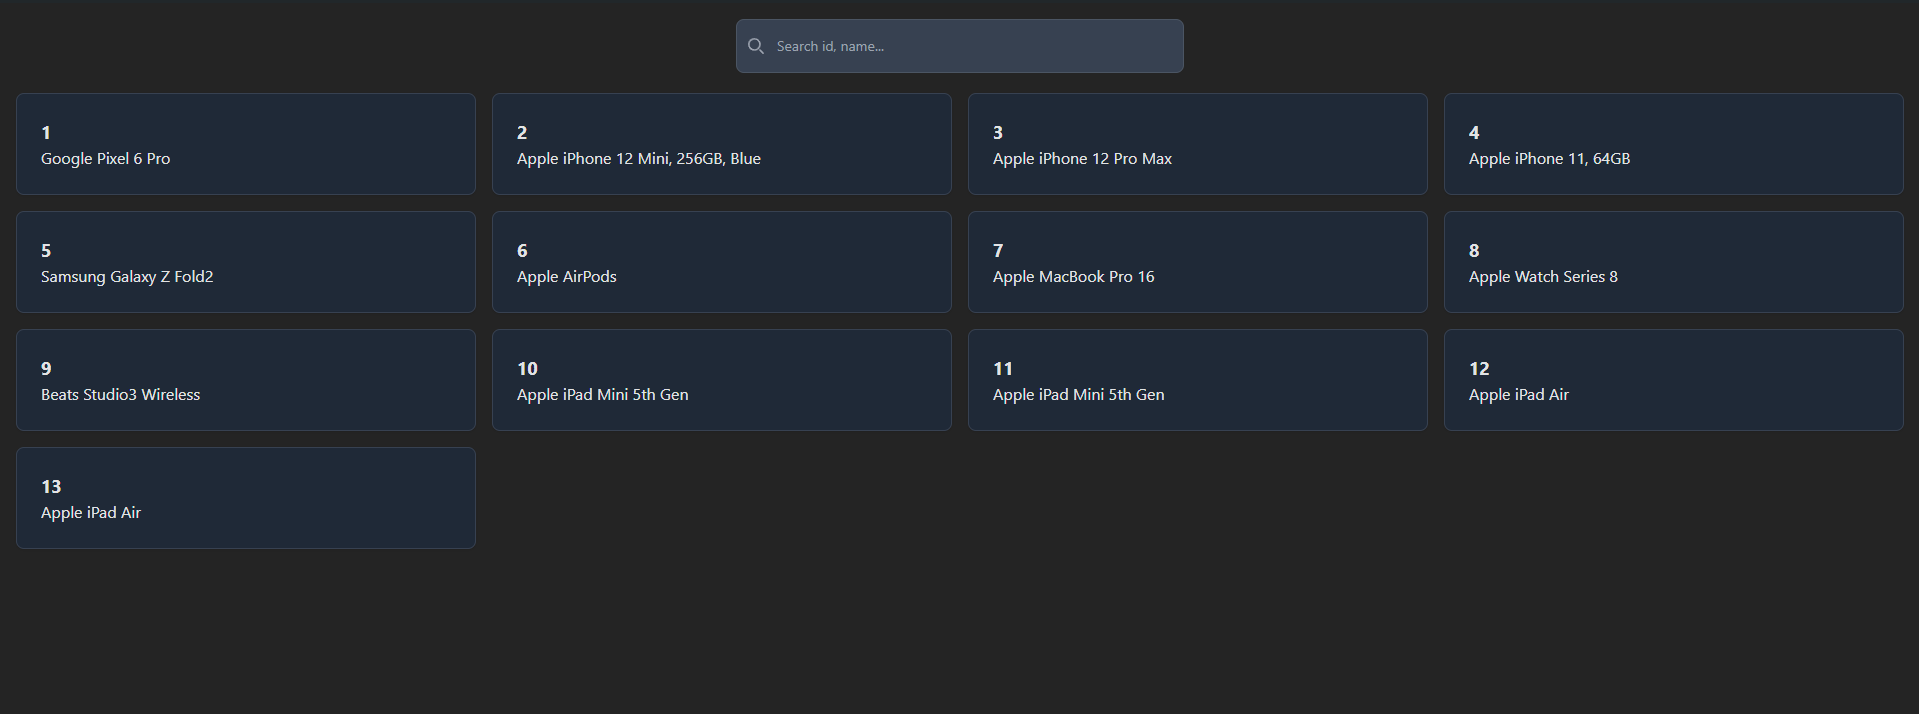 Search id, name...
1
Google Pixel 6 Pro
2
Apple iPhone 12 Mini, 256GB, Blue
3
Apple iPhone 12 Pro Max
4
Apple iPhone 11, 64GB
5
Samsung Galaxy Z Fold2
6
Apple AirPods
7
Apple MacBook Pro 16
8
Apple Watch Series 8
9
Beats Studio3 Wireless
10
Apple iPad Mini 5th Gen
11
Apple iPad Mini 5th Gen
12
Apple iPad Air
13
Apple iPad Air